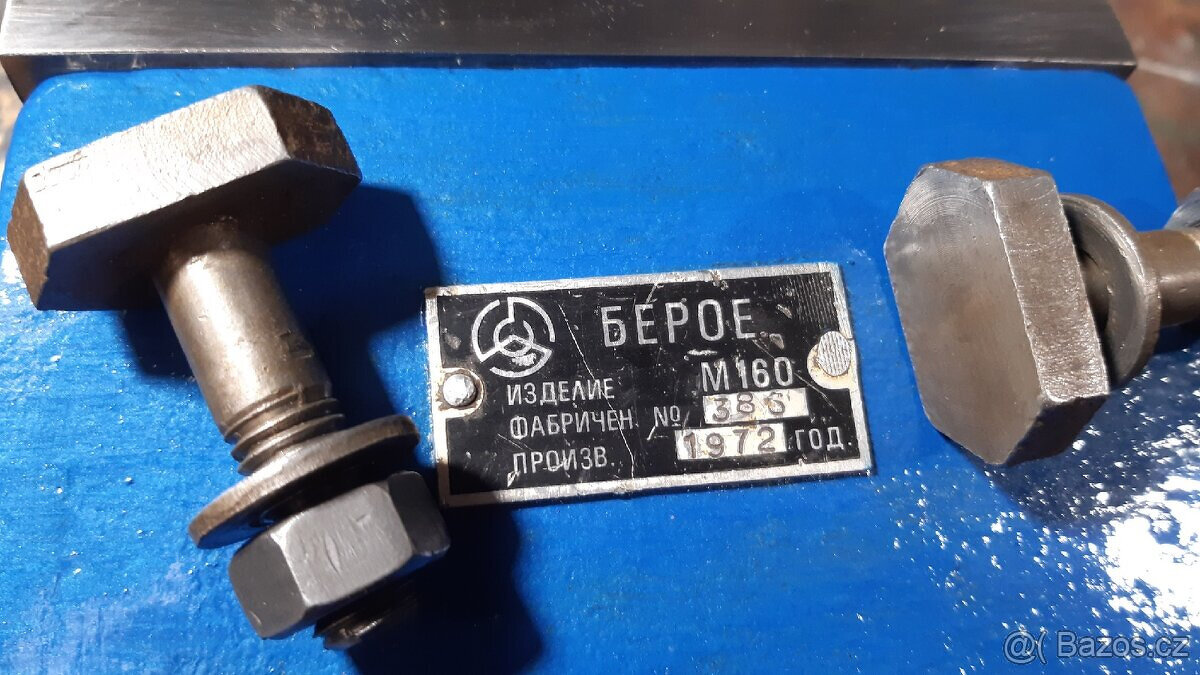 БЕРОЕ
ИЗДЕЛИЕ М160
ФАБРИЧЕН. № 386
ПРОИЗВ. 1972 ГОД.
@( Bazos.cz